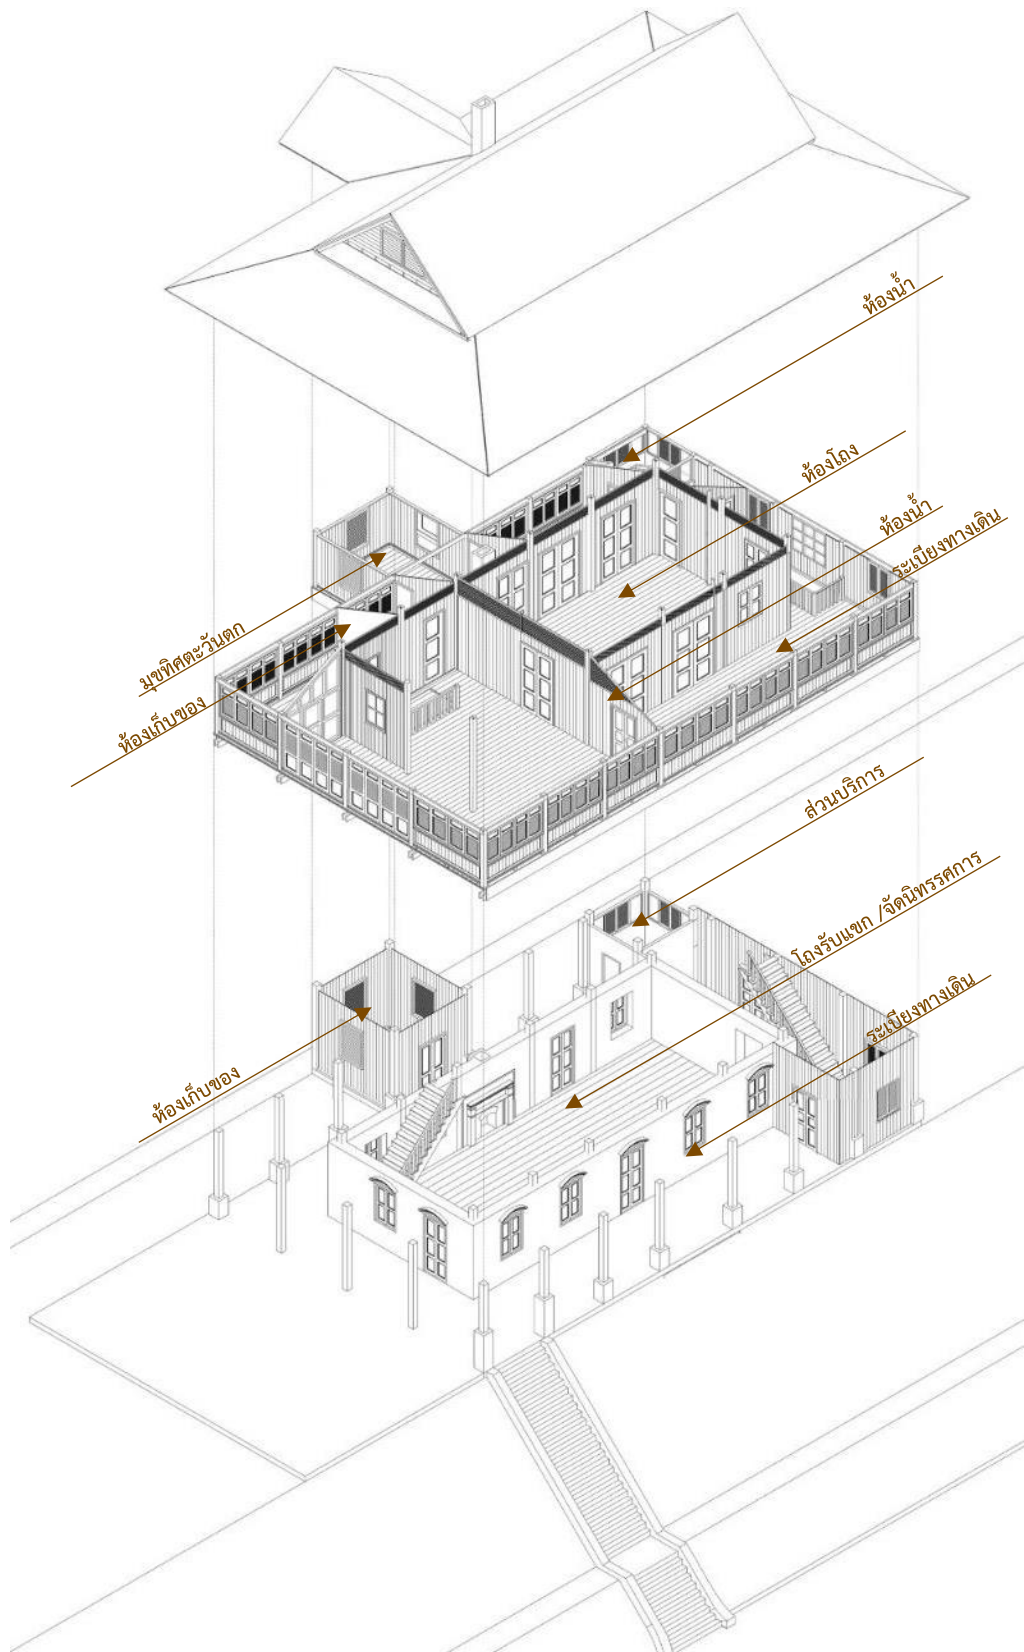 ห้องน้ำ
ห้องโถง
ห้องน้ำ
ระเบียงทางเดิน
มุขทิศตะวันตก
ห้องเก็บของ
ส่วนบริการ
โถงรับแขก /จัดนิทรรศการ
ระเบียงทางเดิน
ห้องเก็บของ